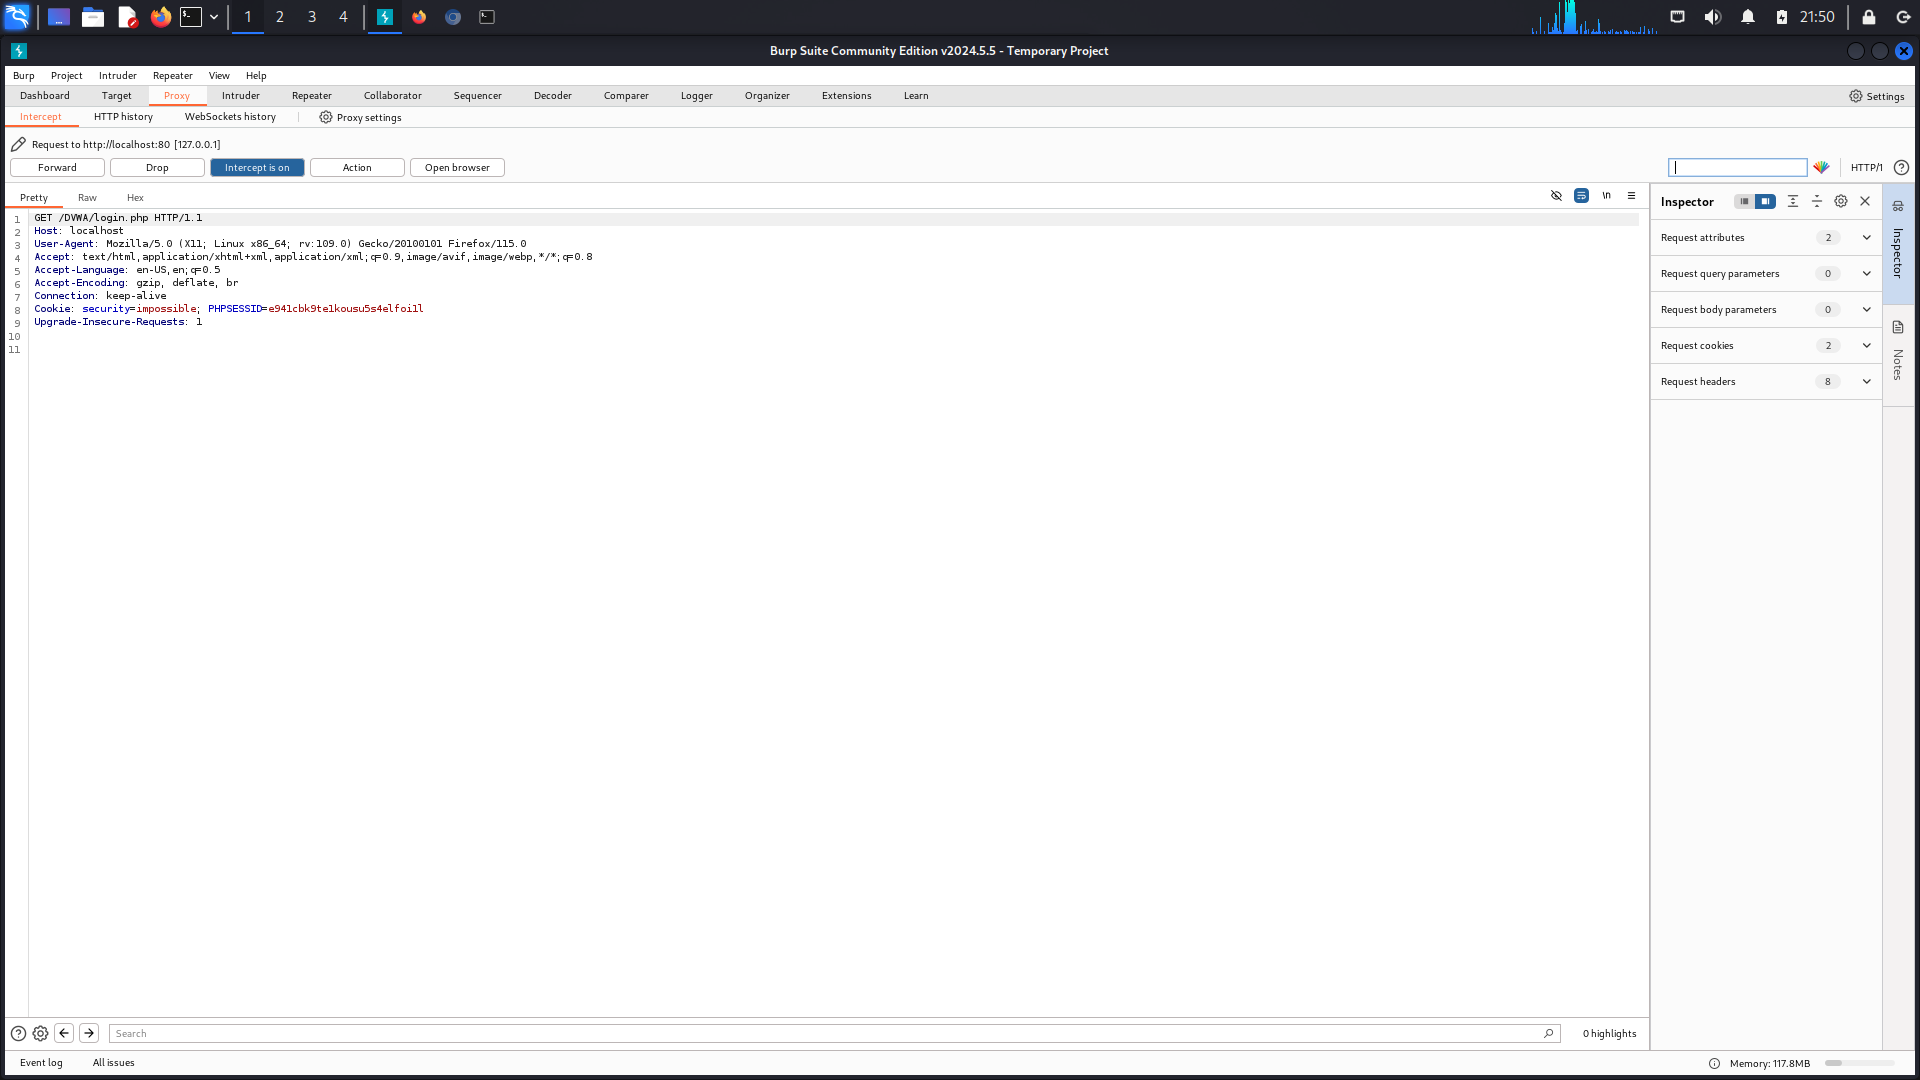 1 2 3 4 21:50
Burp Suite Community Edition v2024.5.5 - Temporary Project
Burp Project Intruder Repeater View Help
Dashboard Target Proxy Intruder Repeater Collaborator Sequencer Decoder Comparer Logger Organizer Extensions Learn Settings
Intercept HTTP history WebSockets history Proxy settings
Request to http://localhost:80 [127.0.0.1]
Forward Drop Intercept is on Action Open browser HTTP/1
Pretty Raw Hex \n
Inspector
1 GET /DVWA/login.php HTTP/1.1
2 Host: localhost
3 User-Agent: Mozilla/5.0 (X11; Linux x86_64; rv:109.0) Gecko/20100101 Firefox/115.0
4 Accept: text/html,application/xhtml+xml,application/xml;q=0.9,image/avif,image/webp,*/*;q=0.8
5 Accept-Language: en-US,en;q=0.5
6 Accept-Encoding: gzip, deflate, br
7 Connection: keep-alive
8 Cookie: security=impossible; PHPSESSID=e941cbk9te1kousu5s4elfoi1l
9 Upgrade-Insecure-Requests: 1
10
11
Request attributes 2
Request query parameters 0
Request body parameters 0
Request cookies 2
Request headers 8
Inspector
Notes
Search 0 highlights
Event log All issues Memory: 117.8MB